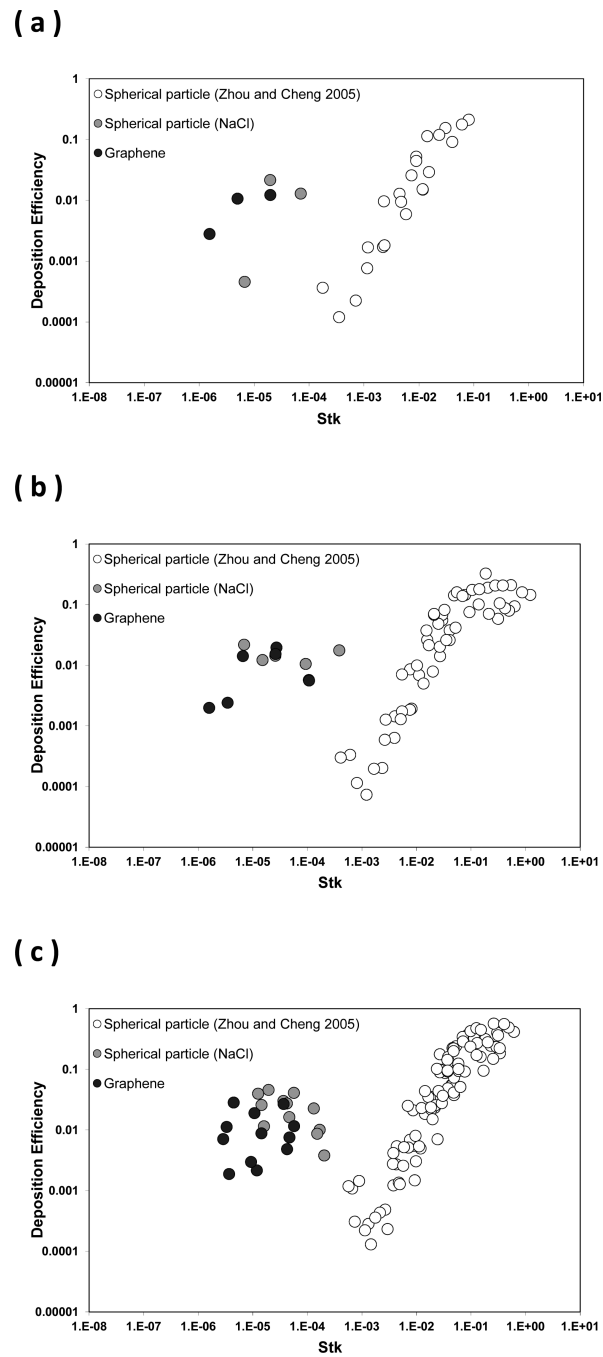 ( a )
1
Spherical particle (Zhou and Cheng 2005)
0.1
Spherical particle (NaCl)
Graphene
0.01
0.001
0.0001
0.00001
Deposition Efficiency
1.E-08 1.E-07 1.E-06 1.E-05 1.E-04 1.E-03 1.E-02 1.E-01 1.E+00 1.E+01
Stk
( b )
1
Spherical particle (Zhou and Cheng 2005)
0.1
Spherical particle (NaCl)
Graphene
0.01
0.001
0.0001
0.00001
Deposition Efficiency
1.E-08 1.E-07 1.E-06 1.E-05 1.E-04 1.E-03 1.E-02 1.E-01 1.E+00 1.E+01
Stk
( c )
1
Spherical particle (Zhou and Cheng 2005)
0.1
Spherical particle (NaCl)
Graphene
0.01
0.001
0.0001
0.00001
Deposition Efficiency
1.E-08 1.E-07 1.E-06 1.E-05 1.E-04 1.E-03 1.E-02 1.E-01 1.E+00 1.E+01
Stk